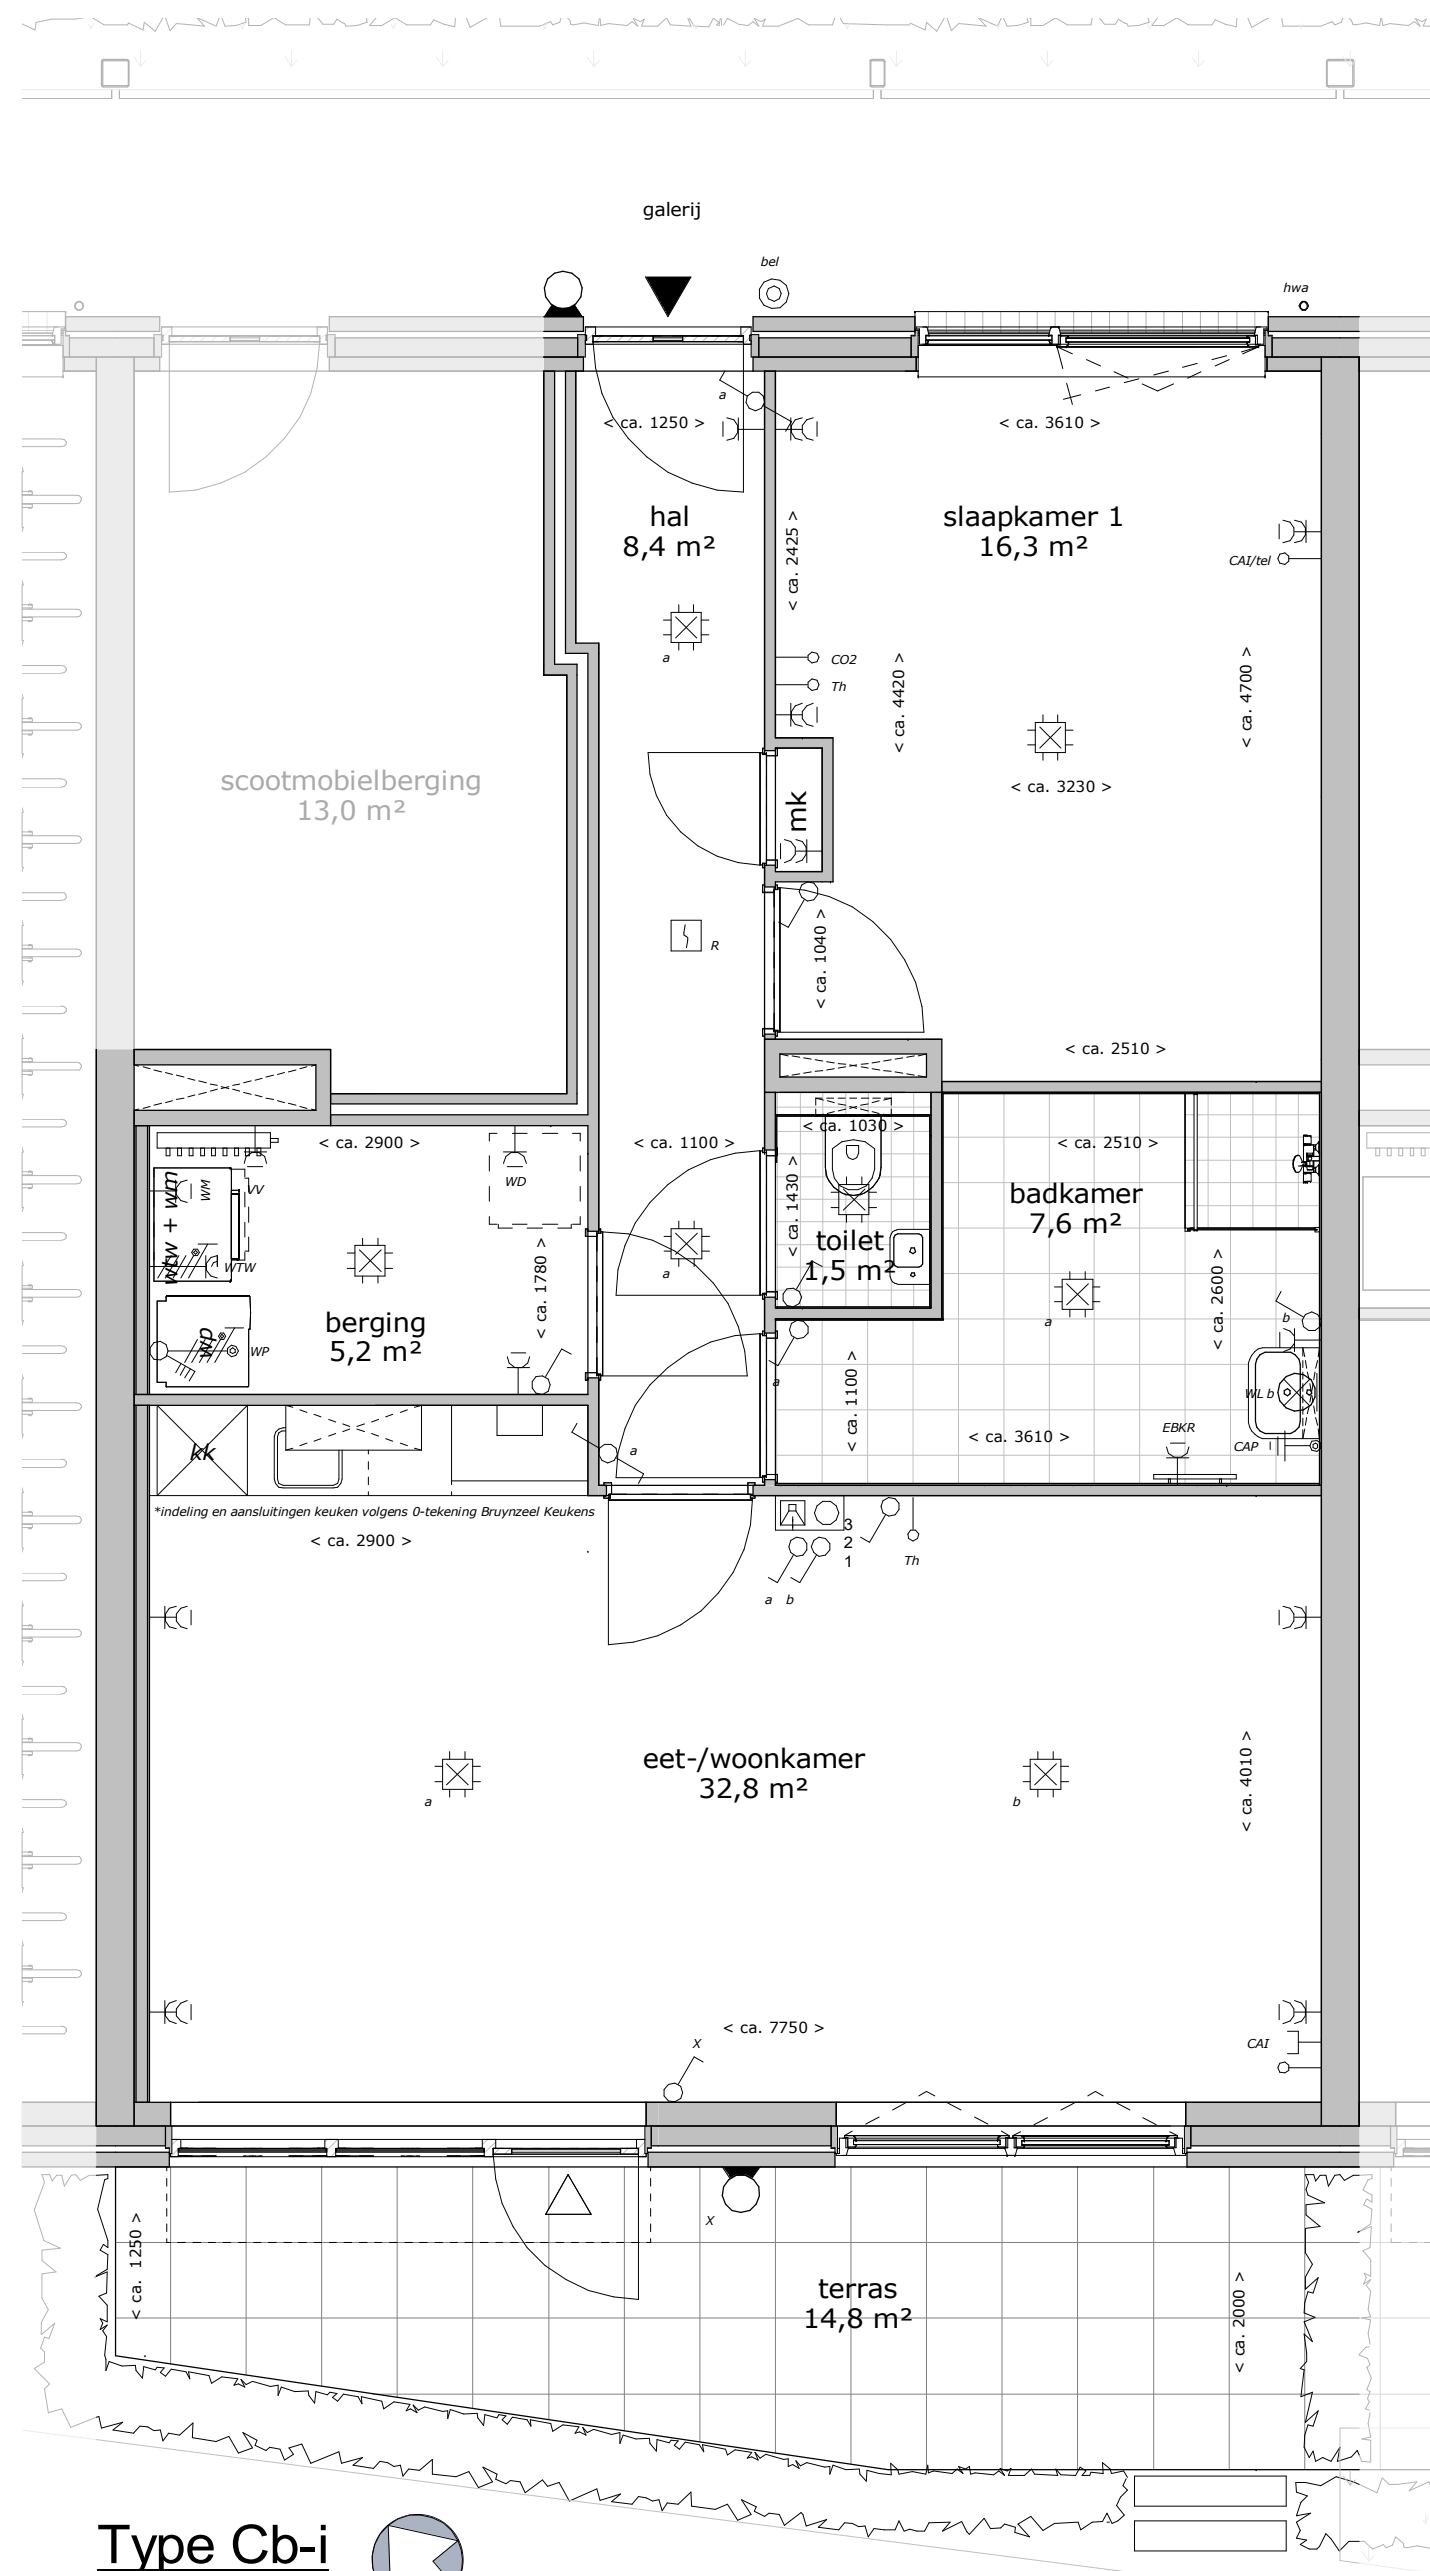 galerij
bel
hwa
a
< ca. 1250 >
< ca. 3610 >
hal
8,4 m²
slaapkamer 1
16,3 m²
< ca. 2425 >
CAI/tel
a
CO2
Th
< ca. 4420 >
< ca. 4700 >
scootmobielberging
13,0 m²
< ca. 3230 >
mk
R
< ca. 1040 >
< ca. 2510 >
< ca. 2900 >
< ca. 1100 >
< ca. 1030 >
< ca. 2510 >
wtw + wm
WM
VV
WD
< ca. 1430 >
badkamer
7,6 m²
toilet
1,5 m²
a
WTW
< ca. 1780 >
< ca. 2600 >
berging
5,2 m²
wp
WP
a
b
a
< ca. 1100 >
WL b
EBKR
< ca. 3610 >
CAP
kk
a
*indeling en aansluitingen keuken volgens 0-tekening Bruynzeel Keukens
< ca. 2900 >
3
2
1
Th
a b
eet-/woonkamer
32,8 m²
a
b
< ca. 4010 >
< ca. 7750 >
X
CAI
X
< ca. 1250 >
terras
14,8 m²
< ca. 2000 >
Type Cb-i